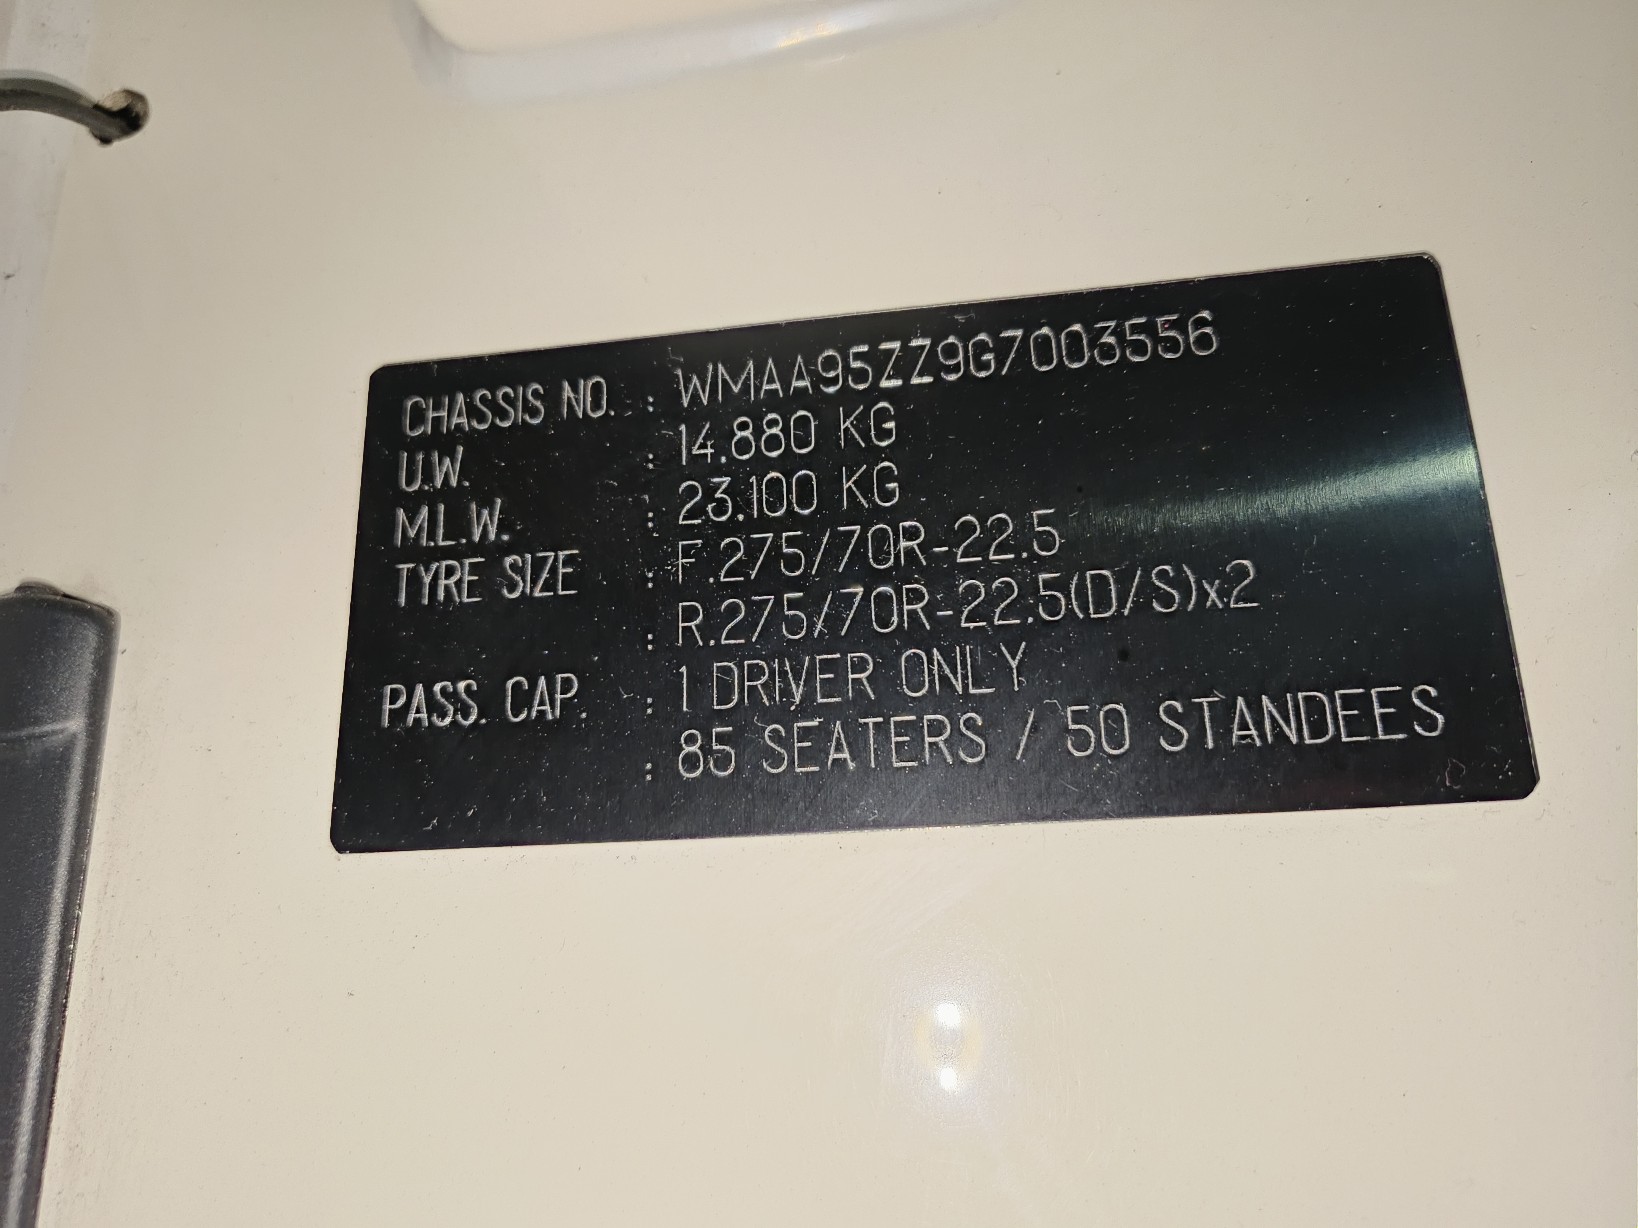 CHASSIS NO. : WMAA95ZZ9G7003556
U.W. : 14.880 KG
M.L.W. : 23.100 KG
TYRE SIZE : F.275/70R-22.5
: R.275/70R-22.5(D/S)x2
PASS. CAP. : 1 DRIVER ONLY
: 85 SEATERS / 50 STANDEES